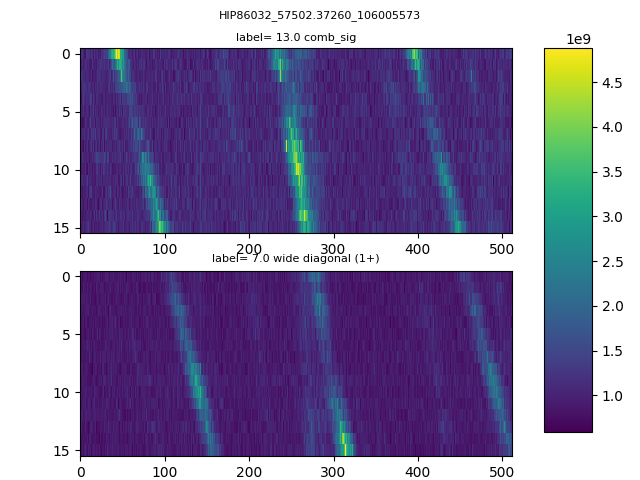 HIP86032_57502.37260_106005573
label= 13.0 comb_sig
1e9
0
5
10
15
0 100 200 300 400 500
4.5
4.0
3.5
3.0
2.5
2.0
1.5
1.0
label= 7.0 wide diagonal (1+)
0
5
10
15
0 100 200 300 400 500